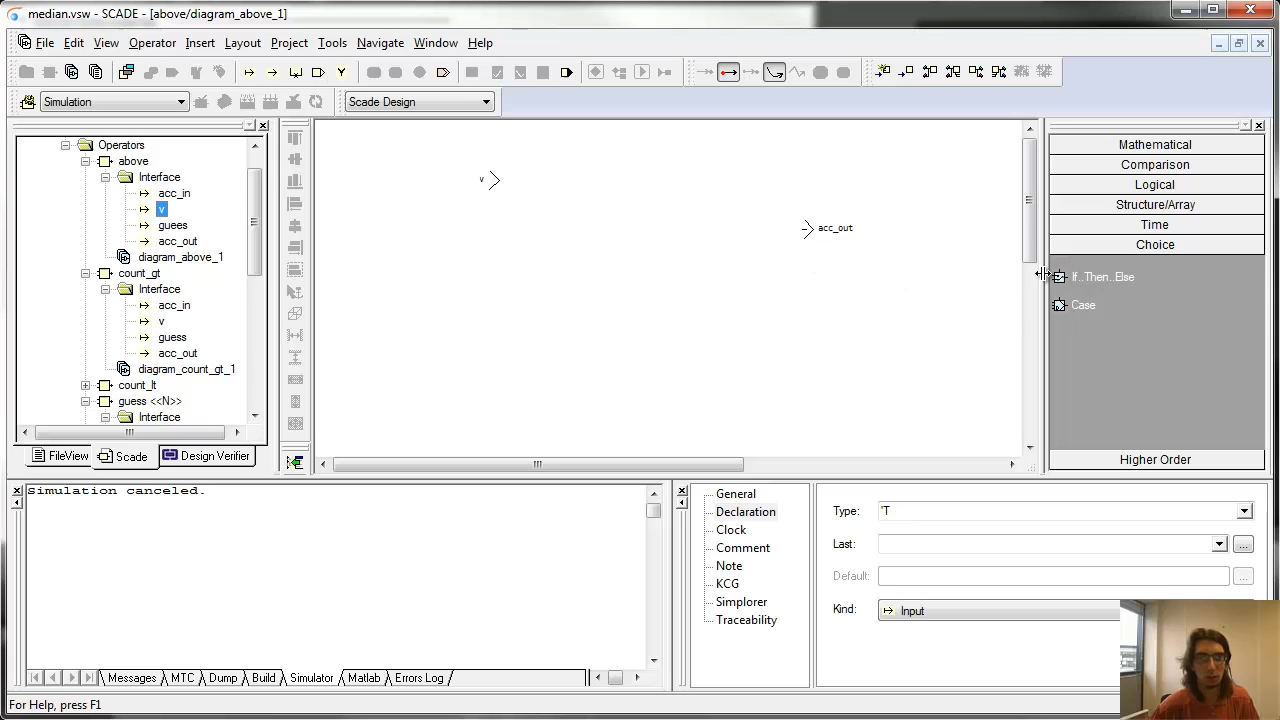 median.vsw - SCADE - [above/diagram_above_1]
File Edit View Operator Insert Layout Project Tools Navigate Window Help
Simulation
Scade Design
Operators
above
Interface
acc_in
v
guees
acc_out
diagram_above_1
count_gt
Interface
acc_in
v
guess
acc_out
diagram_count_gt_1
count_lt
guess <<N>>
Interface
FileView Scade Design Verifier
v
acc_out
Mathematical
Comparison
Logical
Structure/Array
Time
Choice
If..Then..Else
Case
Higher Order
Simulation canceled.
Messages MTC Dump Build Simulator Matlab Errors Log
General
Declaration
Clock
Comment
Note
KCG
Simplorer
Traceability
Type: 'T
Last:
Default:
Kind: Input
For Help, press F1